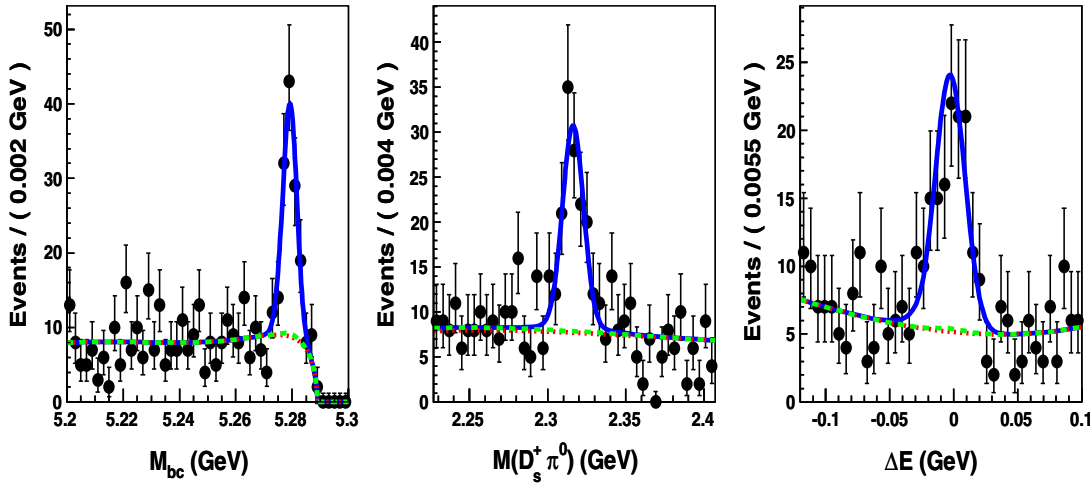 Events / ( 0.002 GeV )
50
40
30
20
10
0
5.2 5.22 5.24 5.26 5.28 5.3
M_bc (GeV)
Events / ( 0.004 GeV )
40
35
30
25
20
15
10
5
0
2.25 2.3 2.35 2.4
M(D_s^+ π^0) (GeV)
Events / ( 0.0055 GeV )
25
20
15
10
5
0
-0.1 -0.05 0 0.05 0.1
ΔE (GeV)